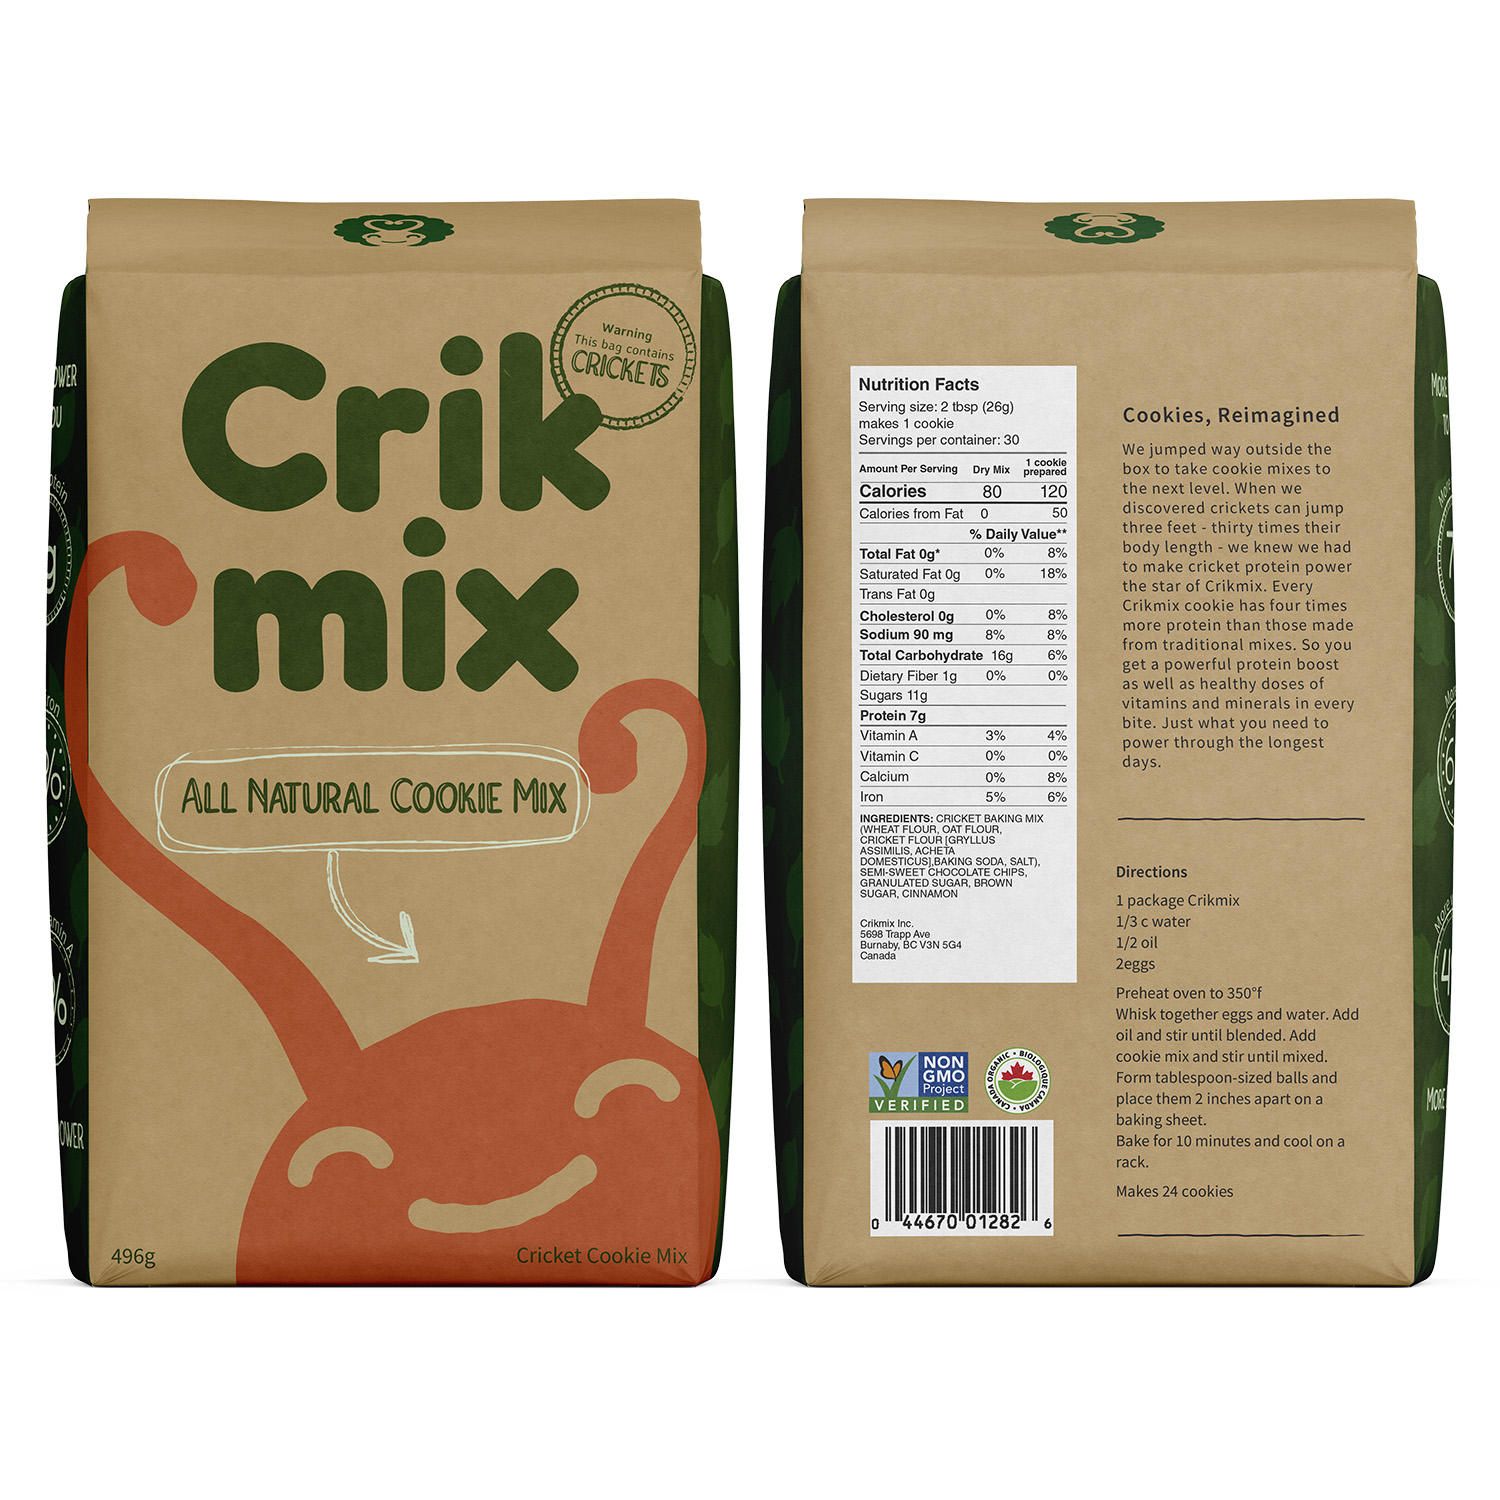 Crik
mix
Warning
This bag contains
CRICKETS
ALL NATURAL COOKIE MIX
496g
Cricket Cookie Mix
Nutrition Facts
Serving size: 2 tbsp (26g)
makes 1 cookie
Servings per container: 30
Amount Per Serving Dry Mix 1 cookie prepared
Calories 80 120
Calories from Fat 0 50
% Daily Value**
Total Fat 0g* 0% 8%
Saturated Fat 0g 0% 18%
Trans Fat 0g
Cholesterol 0g 0% 8%
Sodium 90 mg 8% 8%
Total Carbohydrate 16g 6%
Dietary Fiber 1g 0% 0%
Sugars 11g
Protein 7g
Vitamin A 3% 4%
Vitamin C 0% 0%
Calcium 0% 8%
Iron 5% 6%
INGREDIENTS: CRICKET BAKING MIX
(WHEAT FLOUR, OAT FLOUR,
CRICKET FLOUR [GRYLLUS
ASSIMILIS, ACHETA
DOMESTICUS],BAKING SODA, SALT),
SEMI-SWEET CHOCOLATE CHIPS,
GRANULATED SUGAR, BROWN
SUGAR, CINNAMON
Crikmix Inc.
5698 Trapp Ave
Burnaby, BC V3N 5G4
Canada
NON
GMO
Project
VERIFIED
CANADA ORGANIC • BIOLOGIQUE CANADA •
0 44670 01282 6
Cookies, Reimagined
We jumped way outside the
box to take cookie mixes to
the next level. When we
discovered crickets can jump
three feet - thirty times their
body length - we knew we had
to make cricket protein power
the star of Crikmix. Every
Crikmix cookie has four times
more protein than those made
from traditional mixes. So you
get a powerful protein boost
as well as healthy doses of
vitamins and minerals in every
bite. Just what you need to
power through the longest
days.
Directions
1 package Crikmix
1/3 c water
1/2 oil
2eggs
Preheat oven to 350°f
Whisk together eggs and water. Add
oil and stir until blended. Add
cookie mix and stir until mixed.
Form tablespoon-sized balls and
place them 2 inches apart on a
baking sheet.
Bake for 10 minutes and cool on a
rack.
Makes 24 cookies